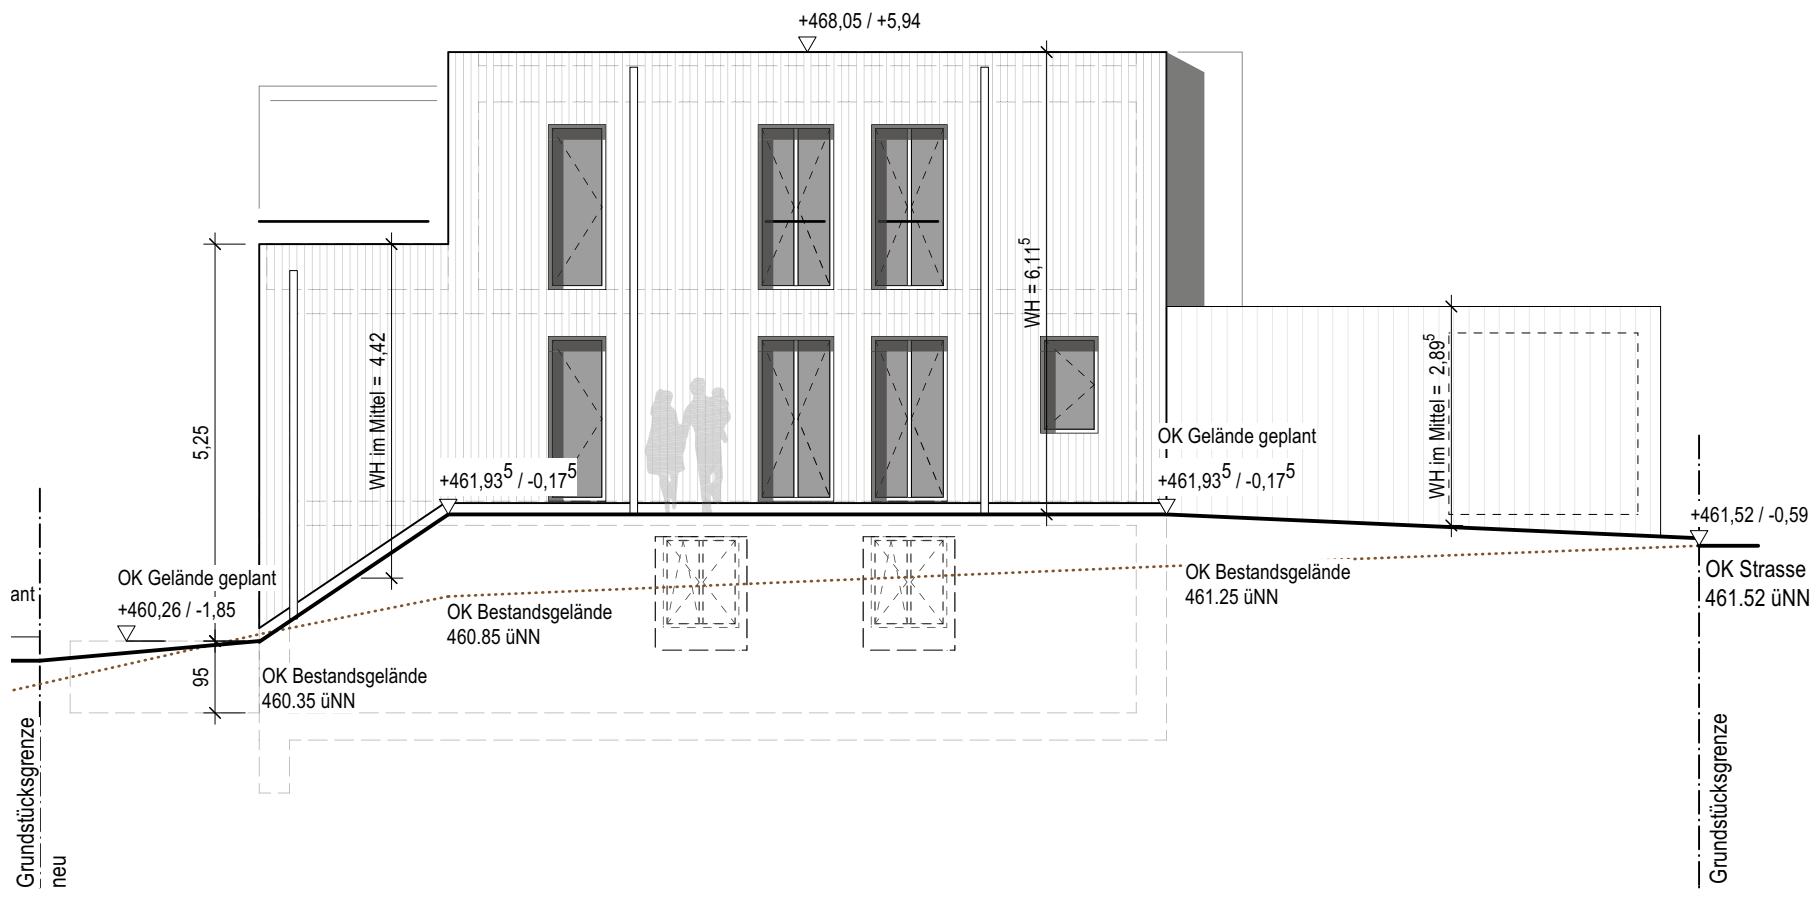 +468,05 / +5,94
WH = 6,11⁵
5,25
WH im Mittel = 4,42
WH im Mittel = 2,89⁵
OK Gelände geplant
+461,93⁵ / -0,17⁵
+461,93⁵ / -0,17⁵
+461,52 / -0,59
OK Strasse
461.52 üNN
OK Gelände geplant
+460,26 / -1,85
ant
OK Bestandsgelände
461.25 üNN
OK Bestandsgelände
460.85 üNN
OK Bestandsgelände
460.35 üNN
95
Grundstücksgrenze
neu
Grundstücksgrenze